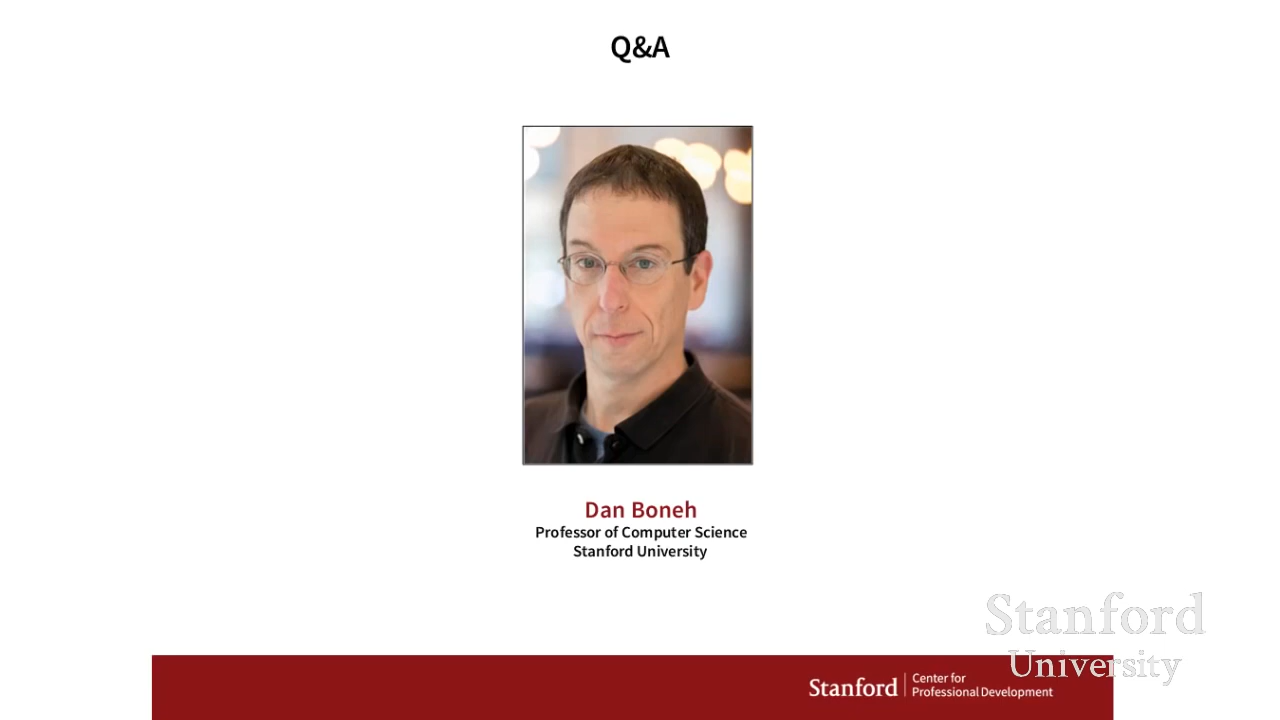 Q&A
Dan Boneh
Professor of Computer Science
Stanford University
Stanford
University
Stanford
Center for
Professional Development